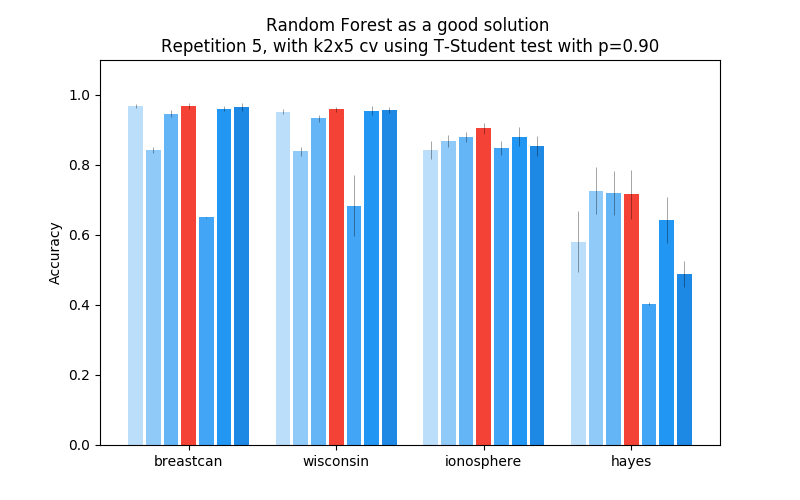 Random Forest as a good solution
Repetition 5, with k2x5 cv using T-Student test with p=0.90
1.0
0.8
0.6
0.4
0.2
0.0
Accuracy
breastcan
wisconsin
ionosphere
hayes